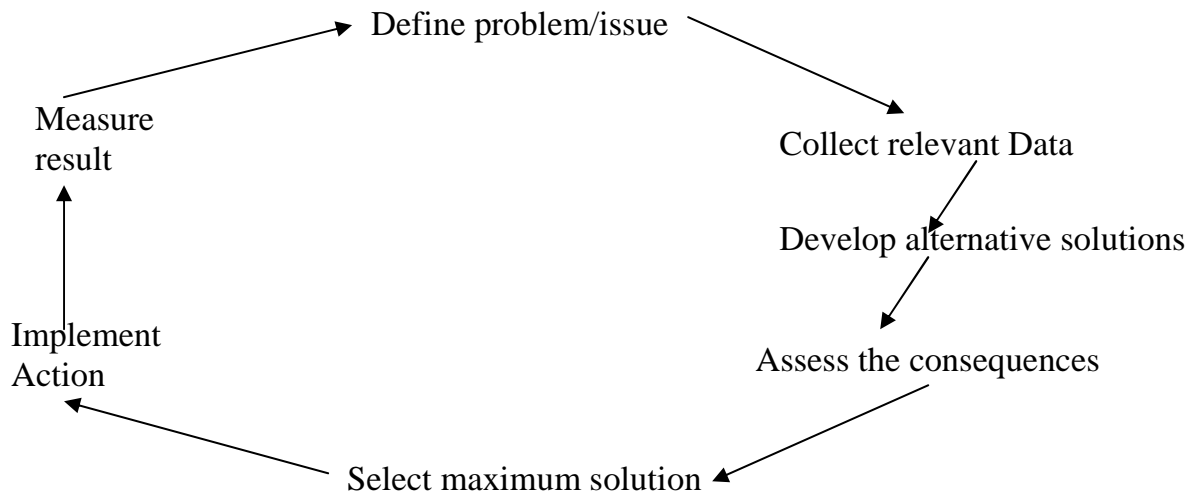 Define problem/issue
Collect relevant Data
Develop alternative solutions
Assess the consequences
Select maximum solution
Implement
Action
Measure
result